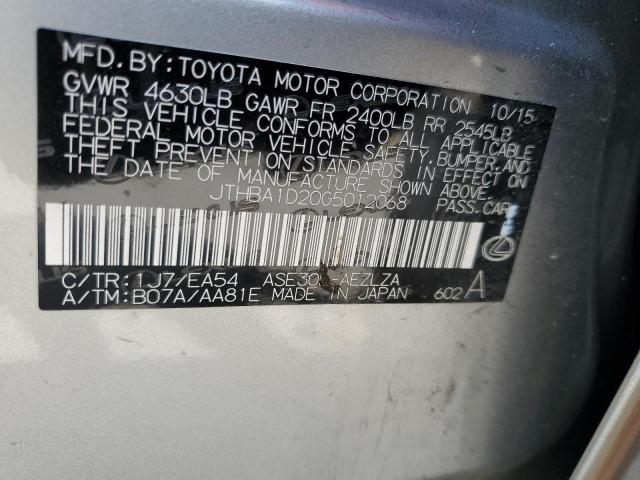 MFD. BY: TOYOTA MOTOR CORPORATION 10/15
GVWR 4630LB GAWR FR 2400LB RR 2545LB
THIS VEHICLE CONFORMS TO ALL APPLICABLE
FEDERAL MOTOR VEHICLE SAFETY, BUMPER AND
THEFT PREVENTION STANDARDS IN EFFECT ON
THE DATE OF MANUFACTURE SHOWN ABOVE.
JTHBA1D20G5012068 PASS.CAR
C/TR: 1J7/EA54 ASE30 AEZLZA
A/TM: B07A/AA81E MADE IN JAPAN 602 A